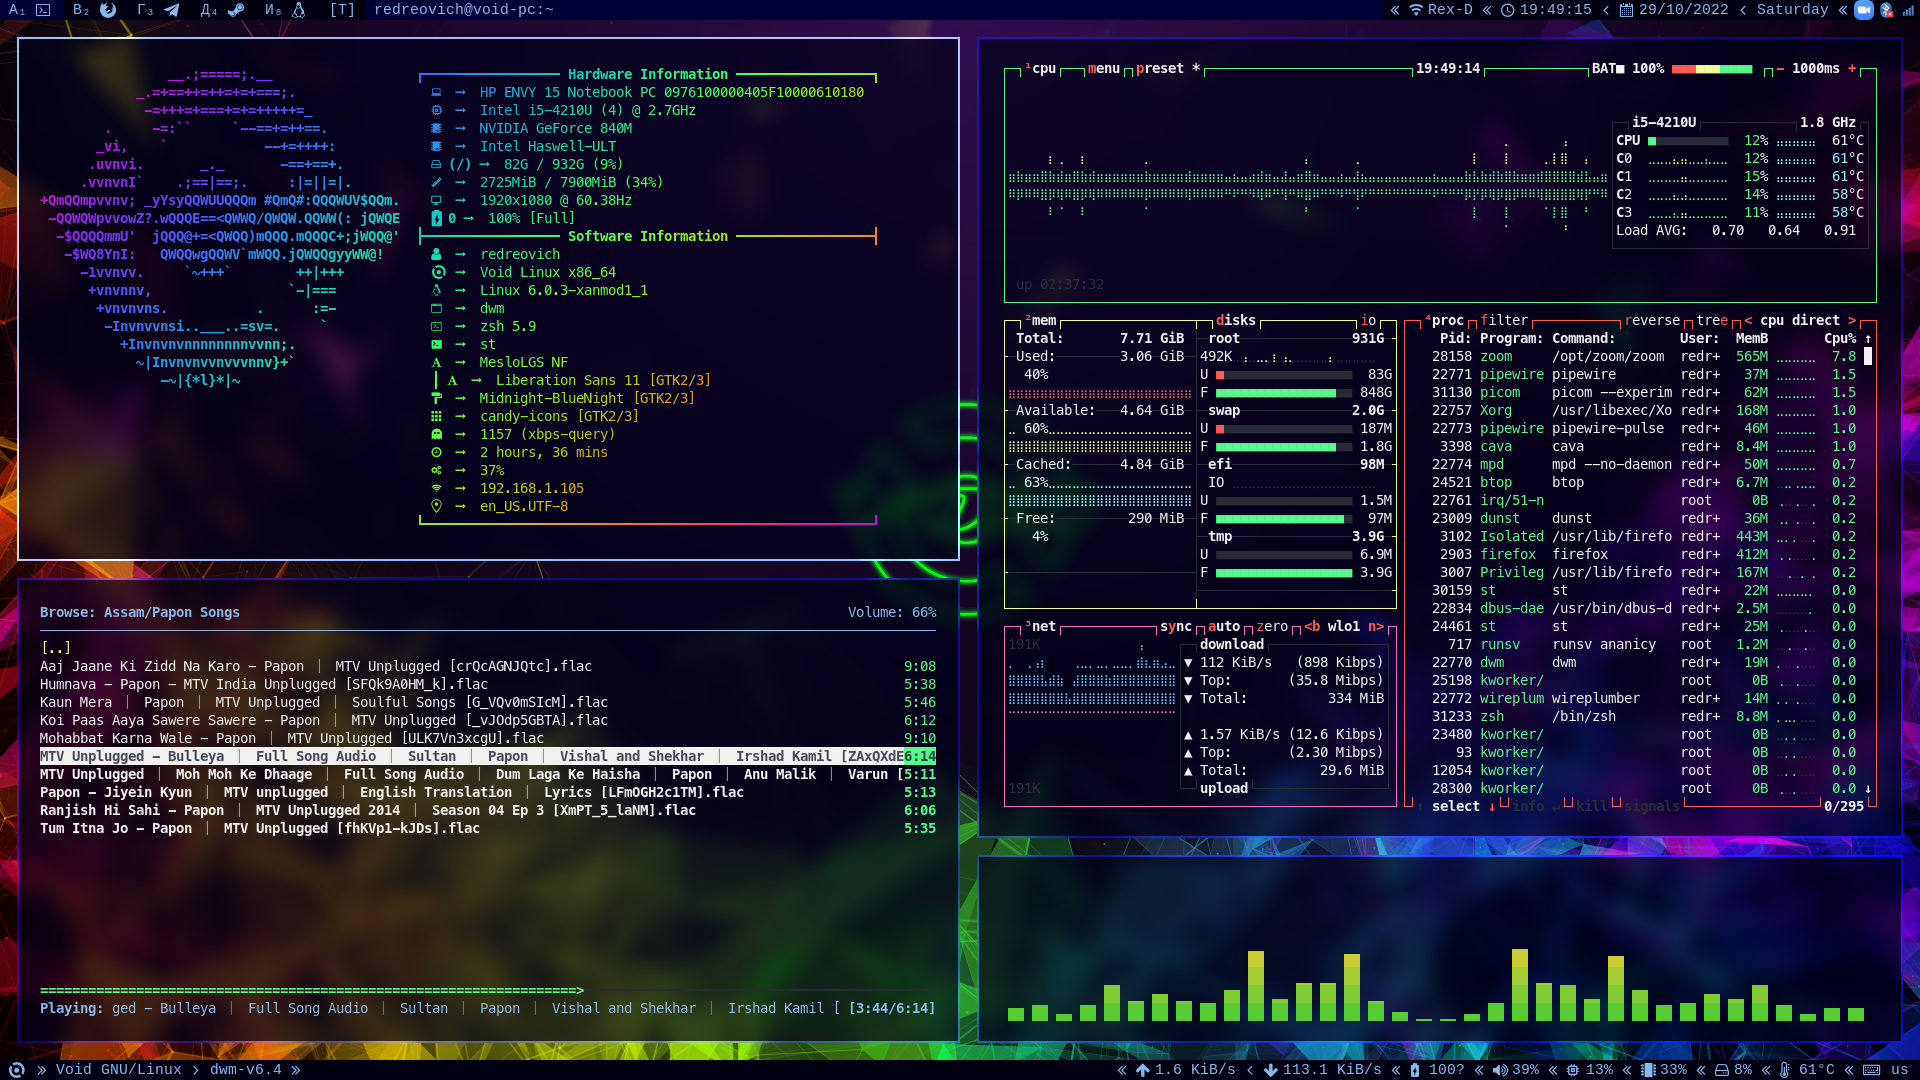 А₁ В₂ Г₃ Д₄ И₈ [T] redreovich@void-pc:~
« Rex-D « 19:49:15 ‹ 29/10/2022 ‹ Saturday «
Hardware Information
→ HP ENVY 15 Notebook PC 0976100000405F10000610180
→ Intel i5-4210U (4) @ 2.7GHz
→ NVIDIA GeForce 840M
→ Intel Haswell-ULT
(/) → 82G / 932G (9%)
→ 2725MiB / 7900MiB (34%)
→ 1920x1080 @ 60.38Hz
0 → 100% [Full]
Software Information
→ redreovich
→ Void Linux x86_64
→ Linux 6.0.3-xanmod1_1
→ dwm
→ zsh 5.9
→ st
A → MesloLGS NF
A → Liberation Sans 11 [GTK2/3]
→ Midnight-BlueNight [GTK2/3]
→ candy-icons [GTK2/3]
→ 1157 (xbps-query)
→ 2 hours, 36 mins
→ 37%
→ 192.168.1.105
→ en_US.UTF-8
Browse: Assam/Papon Songs Volume: 66%
[..]
Aaj Jaane Ki Zidd Na Karo - Papon | MTV Unplugged [crQcAGNJQtc].flac 9:08
Humnava - Papon - MTV India Unplugged [SFQk9A0HM_k].flac 5:38
Kaun Mera | Papon | MTV Unplugged | Soulful Songs [G_VQv0mSIcM].flac 5:46
Koi Paas Aaya Sawere Sawere - Papon | MTV Unplugged [_vJOdp5GBTA].flac 6:12
Mohabbat Karna Wale - Papon | MTV Unplugged [ULK7Vn3xcgU].flac 9:10
MTV Unplugged - Bulleya | Full Song Audio | Sultan | Papon | Vishal and Shekhar | Irshad Kamil [ZAxQXdE6:14
MTV Unplugged | Moh Moh Ke Dhaage | Full Song Audio | Dum Laga Ke Haisha | Papon | Anu Malik | Varun [5:11
Papon - Jiyein Kyun | MTV unplugged | English Translation | Lyrics [LFmOGH2c1TM].flac 5:13
Ranjish Hi Sahi - Papon | MTV Unplugged 2014 | Season 04 Ep 3 [XmPT_5_laNM].flac 6:06
Tum Itna Jo - Papon | MTV Unplugged [fhKVp1-kJDs].flac 5:35
Playing: ged - Bulleya | Full Song Audio | Sultan | Papon | Vishal and Shekhar | Irshad Kamil [ [3:44/6:14]
¹cpu menu preset * 19:49:14 BAT■ 100% - 1000ms +
i5-4210U 1.8 GHz
CPU 12% 61°C
C0 12% 61°C
C1 15% 61°C
C2 14% 58°C
C3 11% 58°C
Load AVG: 0.70 0.64 0.91
up 02:37:32
²mem disks io
Total: 7.71 GiB root 931G
Used: 3.06 GiB 492K
40% U 83G
F 848G
Available: 4.64 GiB swap 2.0G
60% U 187M
F 1.8G
Cached: 4.84 GiB efi 98M
63% IO
U 1.5M
Free: 290 MiB F 97M
4% tmp 3.9G
U 6.9M
F 3.9G
³net sync auto zero <b wlo1 n>
191K download
▼ 112 KiB/s (898 Kibps)
▼ Top: (35.8 Mibps)
▼ Total: 334 MiB
▲ 1.57 KiB/s (12.6 Kibps)
▲ Top: (2.30 Mibps)
▲ Total: 29.6 MiB
191K upload
⁴proc filter reverse tree < cpu direct >
Pid: Program: Command: User: MemB Cpu% ↑
28158 zoom /opt/zoom/zoom redr+ 565M 7.8
22771 pipewire pipewire redr+ 37M 1.5
31130 picom picom --experim redr+ 62M 1.5
22757 Xorg /usr/libexec/Xo redr+ 168M 1.0
22773 pipewire pipewire-pulse redr+ 46M 1.0
3398 cava cava redr+ 8.4M 1.0
22774 mpd mpd --no-daemon redr+ 50M 0.7
24521 btop btop redr+ 6.7M 0.2
22761 irq/51-n root 0B 0.2
23009 dunst dunst redr+ 36M 0.2
3102 Isolated /usr/lib/firefo redr+ 443M 0.2
2903 firefox firefox redr+ 412M 0.2
3007 Privileg /usr/lib/firefo redr+ 167M 0.2
30159 st st redr+ 22M 0.0
22834 dbus-dae /usr/bin/dbus-d redr+ 2.5M 0.0
24461 st st redr+ 25M 0.0
717 runsv runsv ananicy root 1.2M 0.0
22770 dwm dwm redr+ 19M 0.0
25198 kworker/ root 0B 0.0
22772 wireplum wireplumber redr+ 14M 0.0
31233 zsh /bin/zsh redr+ 8.8M 0.0
23480 kworker/ root 0B 0.0
93 kworker/ root 0B 0.0
12054 kworker/ root 0B 0.0
28300 kworker/ root 0B 0.0 ↓
↑ select ↓ info ↵ kill signals 0/295
» Void GNU/Linux › dwm-v6.4 »
« 1.6 KiB/s ‹ 113.1 KiB/s « 100? « 39% « 13% « 33% « 8% « 61°C « us